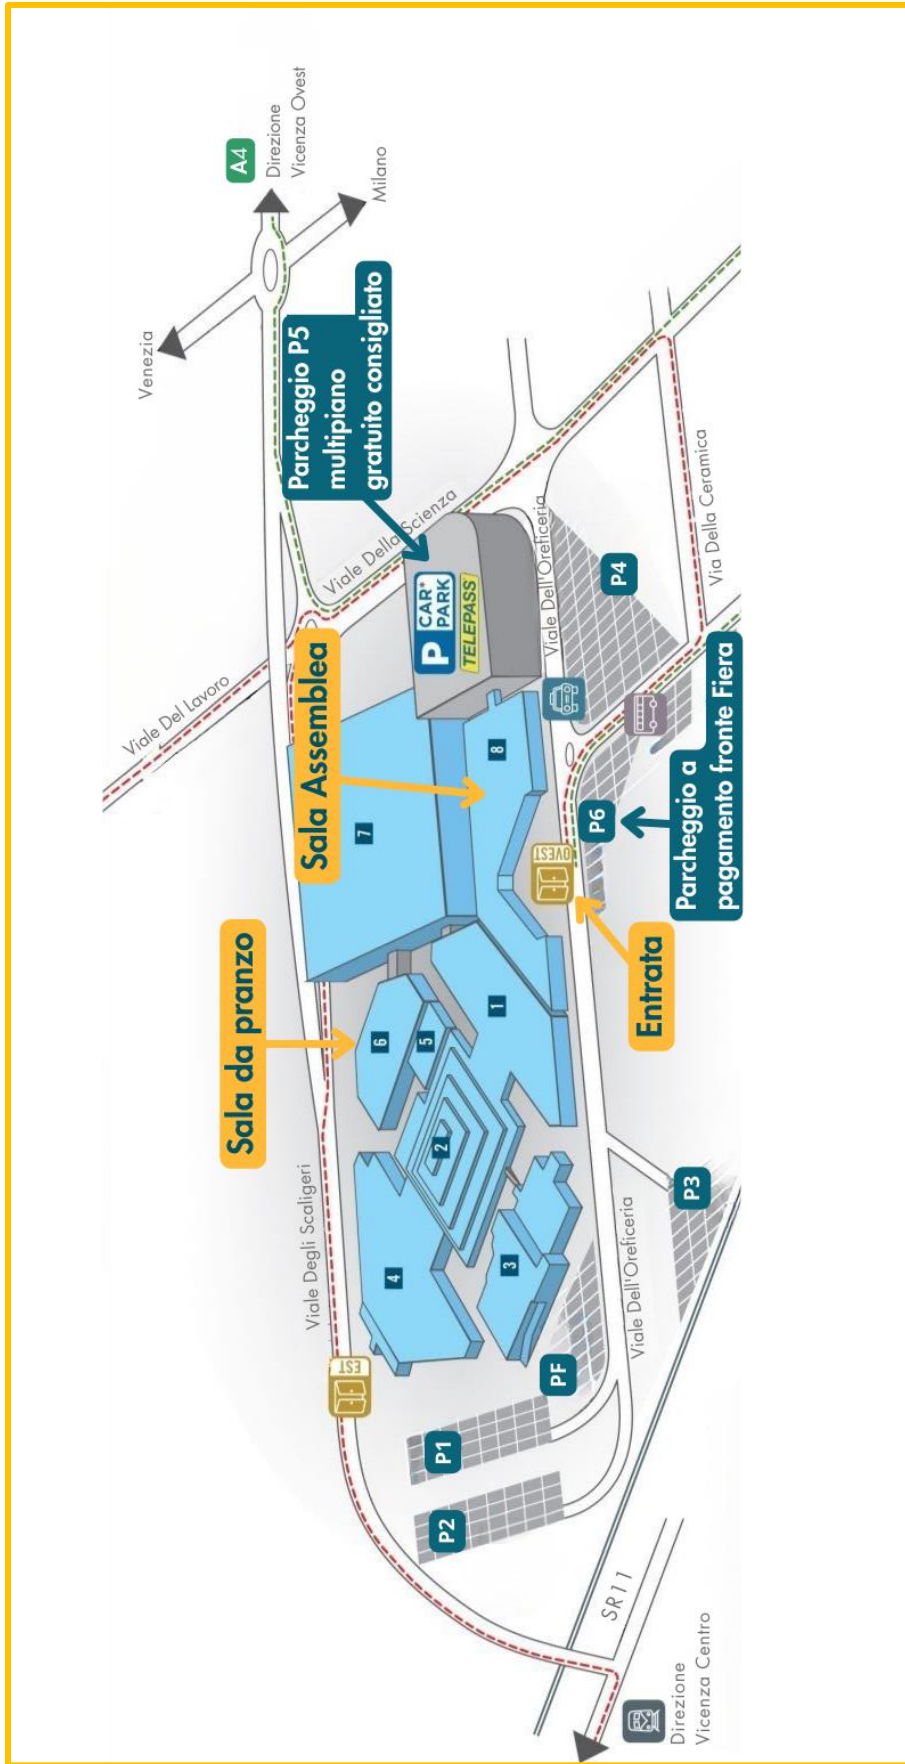 Venezia
A4
Direzione
Vicenza Ovest
Milano
Viale Del Lavoro
Parcheggio P5
multipiano
gratuito consigliato
Sala da pranzo
Sala Assemblea
Viale Degli Scaligeri
Viale Della Scienza
EST
7
6
5
4
2
1
8
3
P
CAR*
PARK
TELEPASS
P1
P2
PF
OVEST
Viale Dell'Oreficeria
P4
P6
Entrata
Viale Dell'Oreficeria
SR11
P3
Parcheggio a
pagamento fronte Fiera
Via Della Ceramica
Direzione
Vicenza Centro